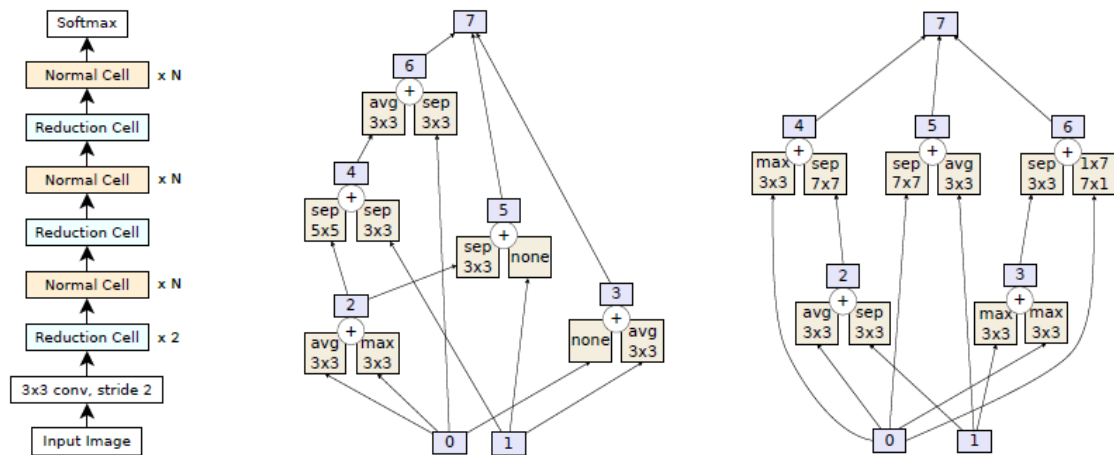 Softmax
Normal Cell x N
Reduction Cell
Normal Cell x N
Reduction Cell
Normal Cell x N
Reduction Cell x 2
3x3 conv, stride 2
Input Image
7
6
+
avg sep
3x3 3x3
4
+
sep sep
5x5 3x3
5
+
sep none
3x3
2
+
avg max
3x3 3x3
3
+
none avg
3x3
0 1
7
4 5 6
+ + +
max sep sep avg sep 1x7
3x3 7x7 7x7 3x3 3x3 7x1
2 3
+ +
avg sep max max
3x3 3x3 3x3 3x3
0 1